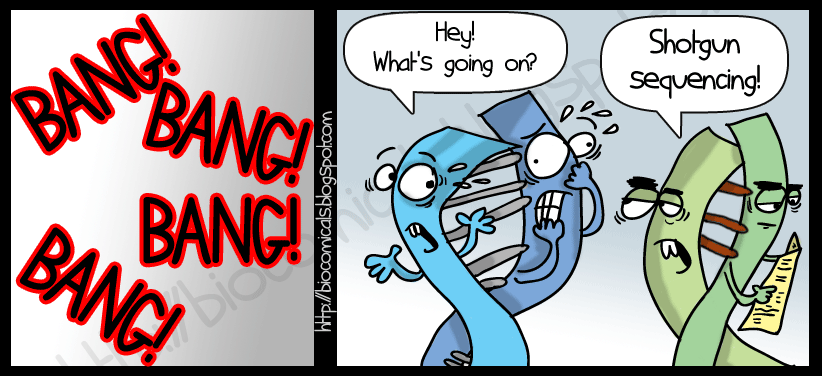 BANG!
BANG!
BANG!
BANG!
http://biocomicals.blogspot.com
Hey!
What's going on?
Shotgun
sequencing!